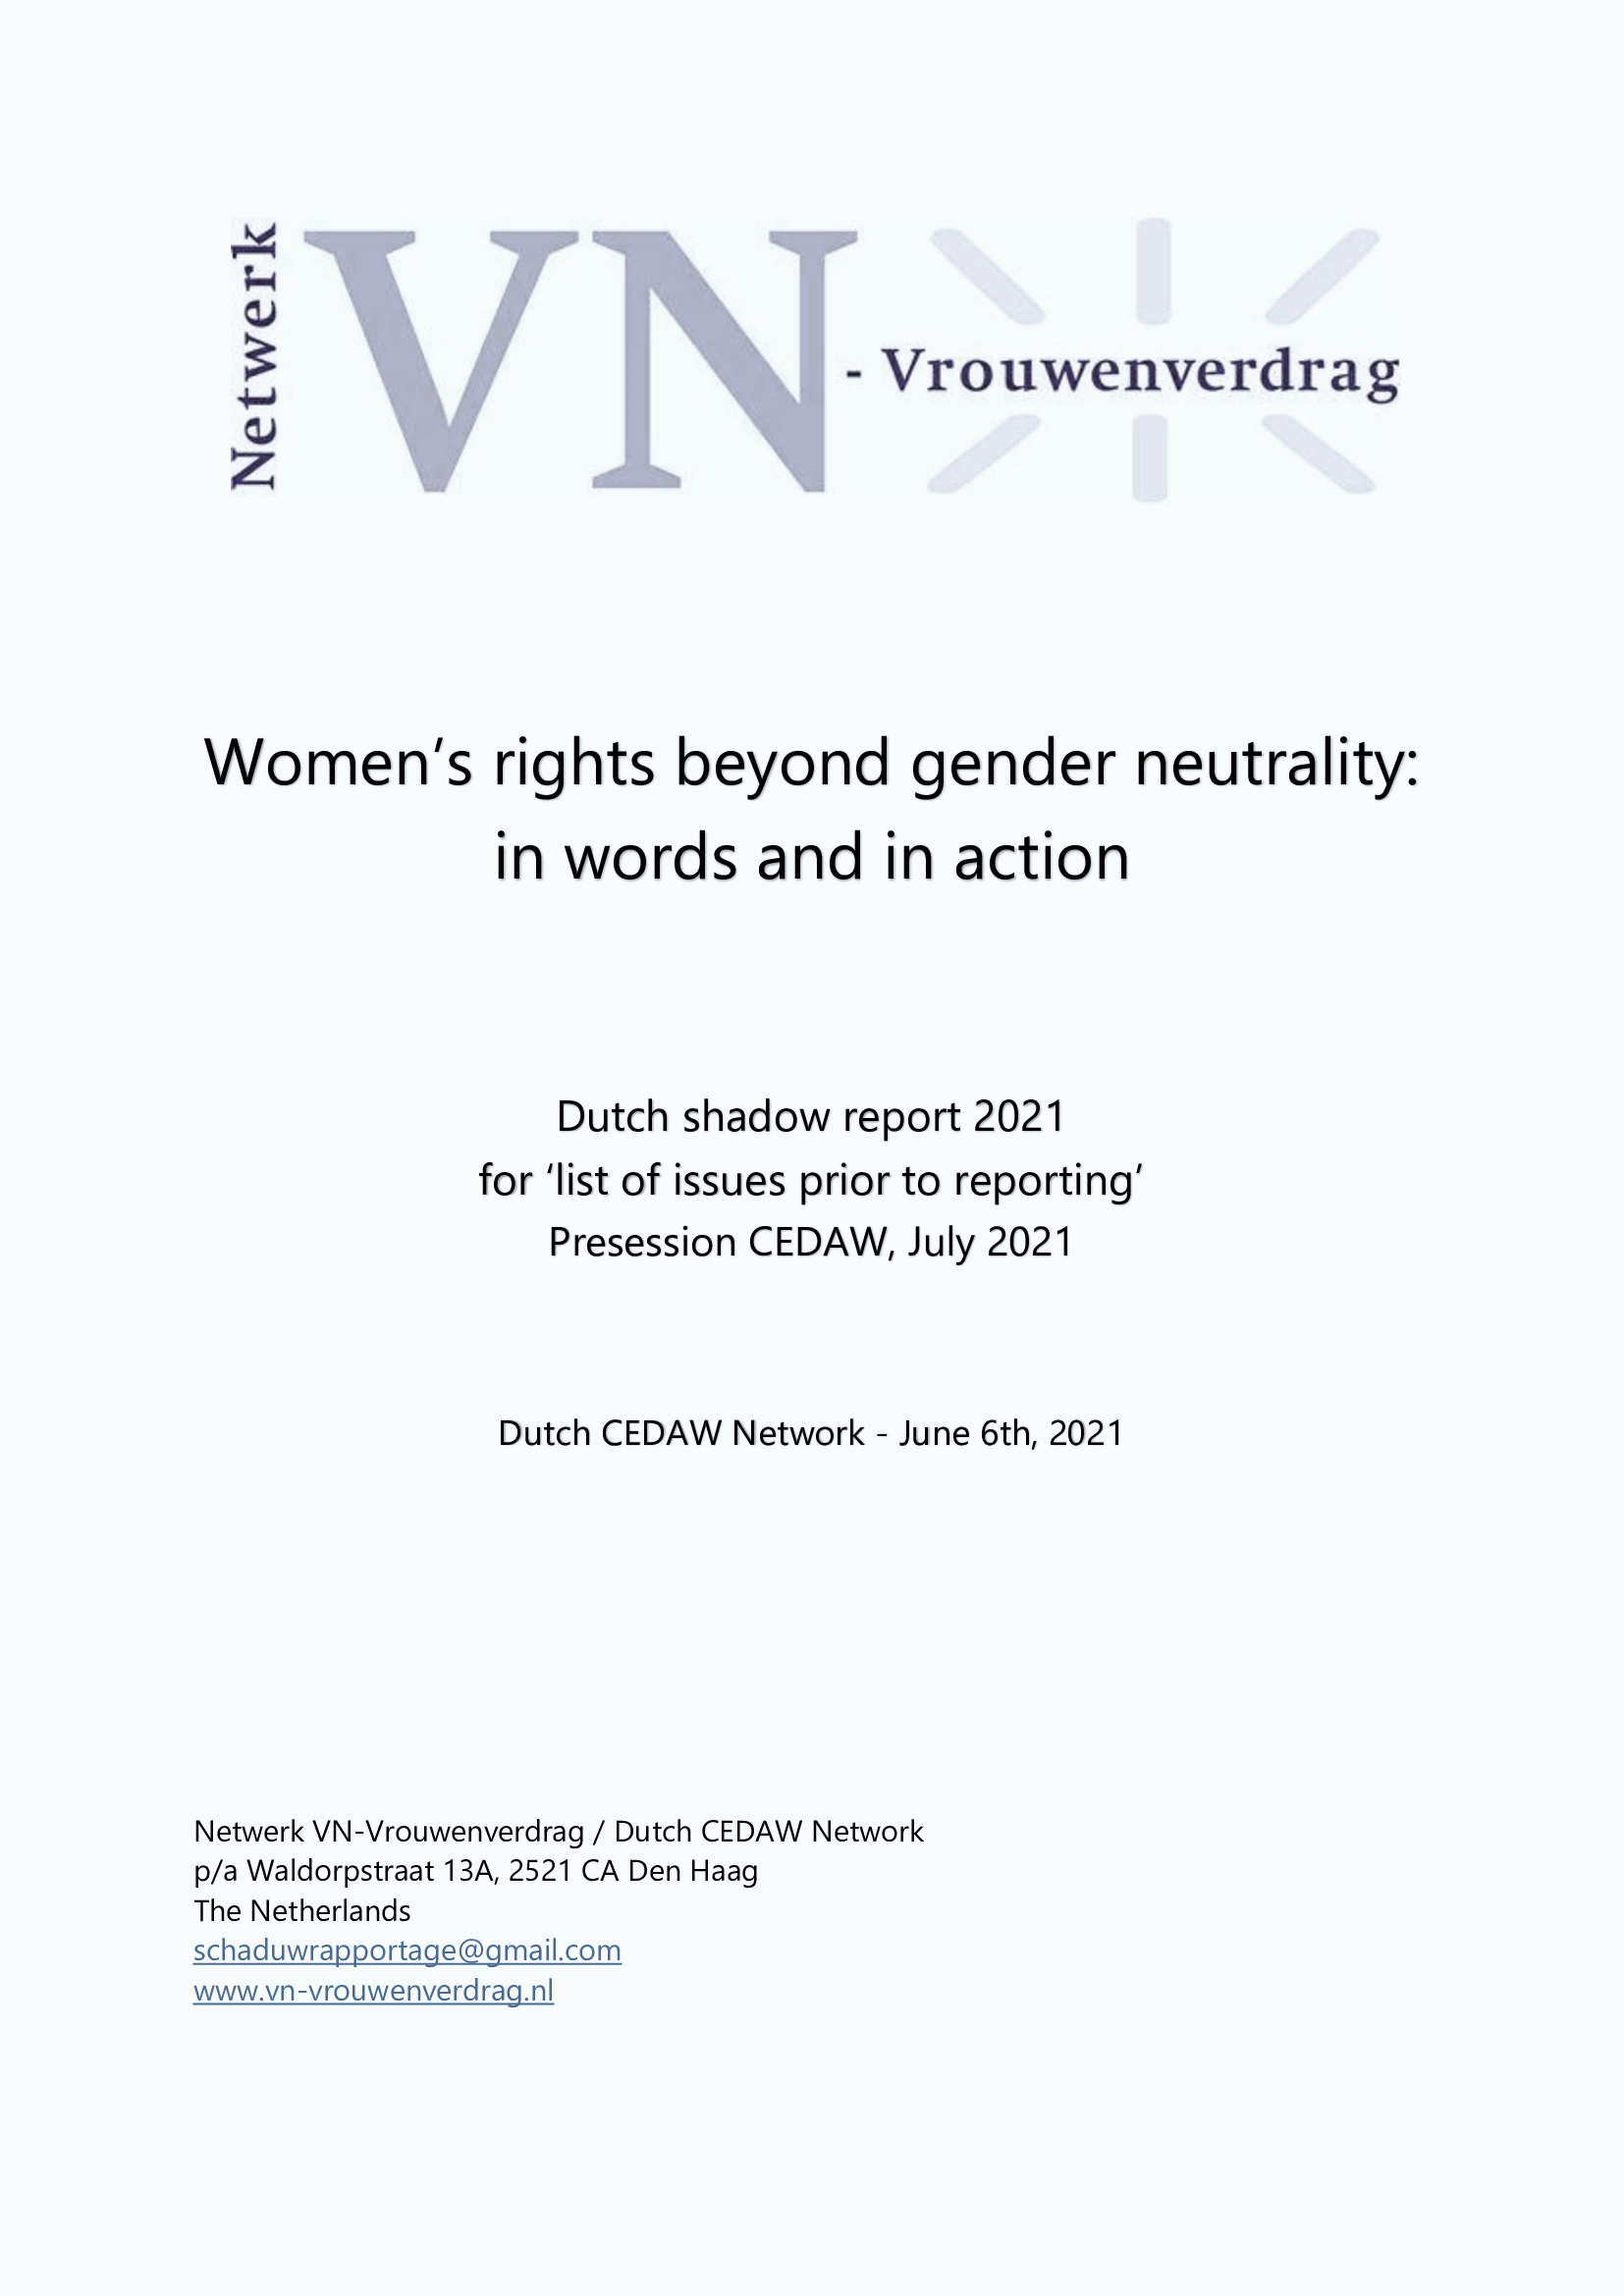 Netwerk
VN - Vrouwenverdrag
Women’s rights beyond gender neutrality:
in words and in action
Dutch shadow report 2021
for ‘list of issues prior to reporting’
Presession CEDAW, July 2021
Dutch CEDAW Network - June 6th, 2021
Netwerk VN-Vrouwenverdrag / Dutch CEDAW Network
p/a Waldorpstraat 13A, 2521 CA Den Haag
The Netherlands
schaduwrapportage@gmail.com
www.vn-vrouwenverdrag.nl